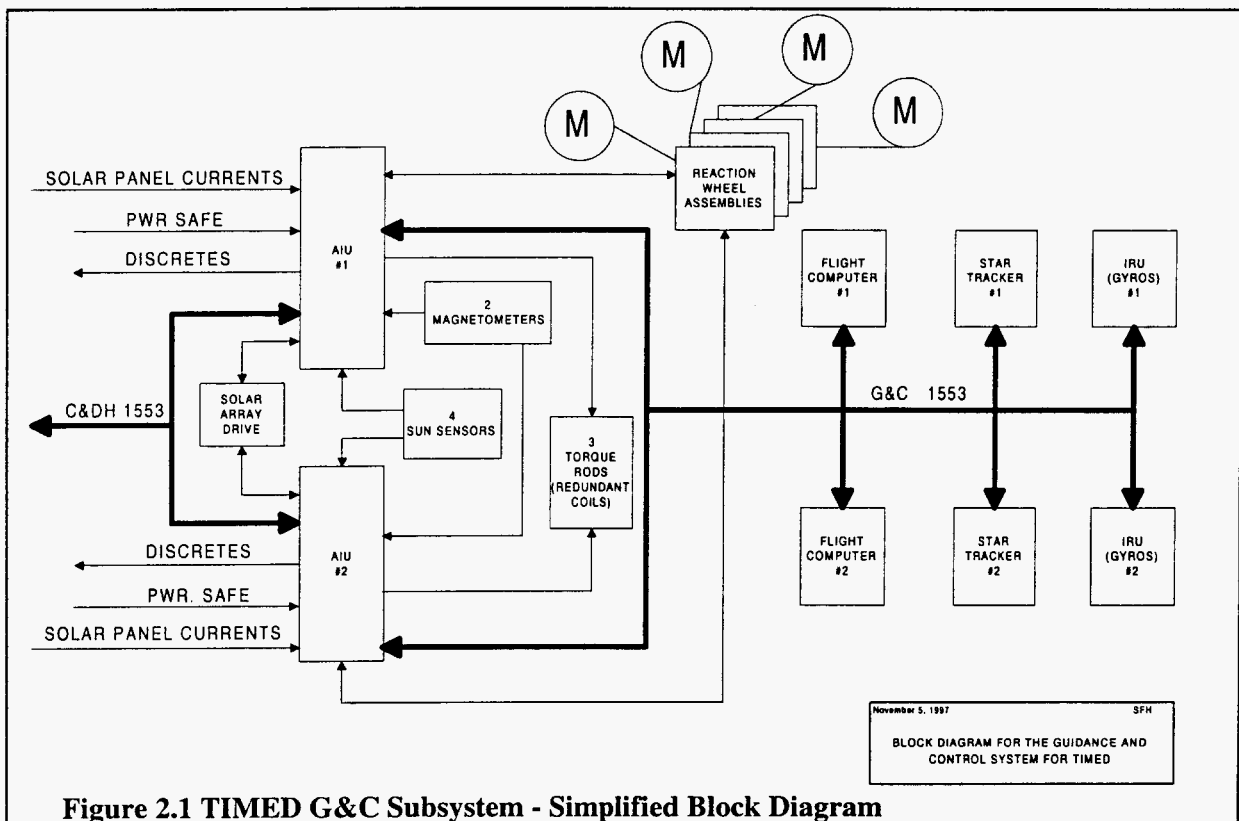 M
M
M
M
REACTION
WHEEL
ASSEMBLIES
SOLAR PANEL CURRENTS
PWR SAFE
DISCRETES
AIU
#1
2
MAGNETOMETERS
FLIGHT
COMPUTER
#1
STAR
TRACKER
#1
IRU
(GYROS)
#1
C&DH 1553
SOLAR
ARRAY
DRIVE
4
SUN SENSORS
G&C 1553
3
TORQUE
RODS
(REDUNDANT
COILS)
AIU
#2
FLIGHT
COMPUTER
#2
STAR
TRACKER
#2
IRU
(GYROS)
#2
DISCRETES
PWR. SAFE
SOLAR PANEL CURRENTS
November 5, 1997 SFH
BLOCK DIAGRAM FOR THE GUIDANCE AND
CONTROL SYSTEM FOR TIMED
Figure 2.1 TIMED G&C Subsystem - Simplified Block Diagram